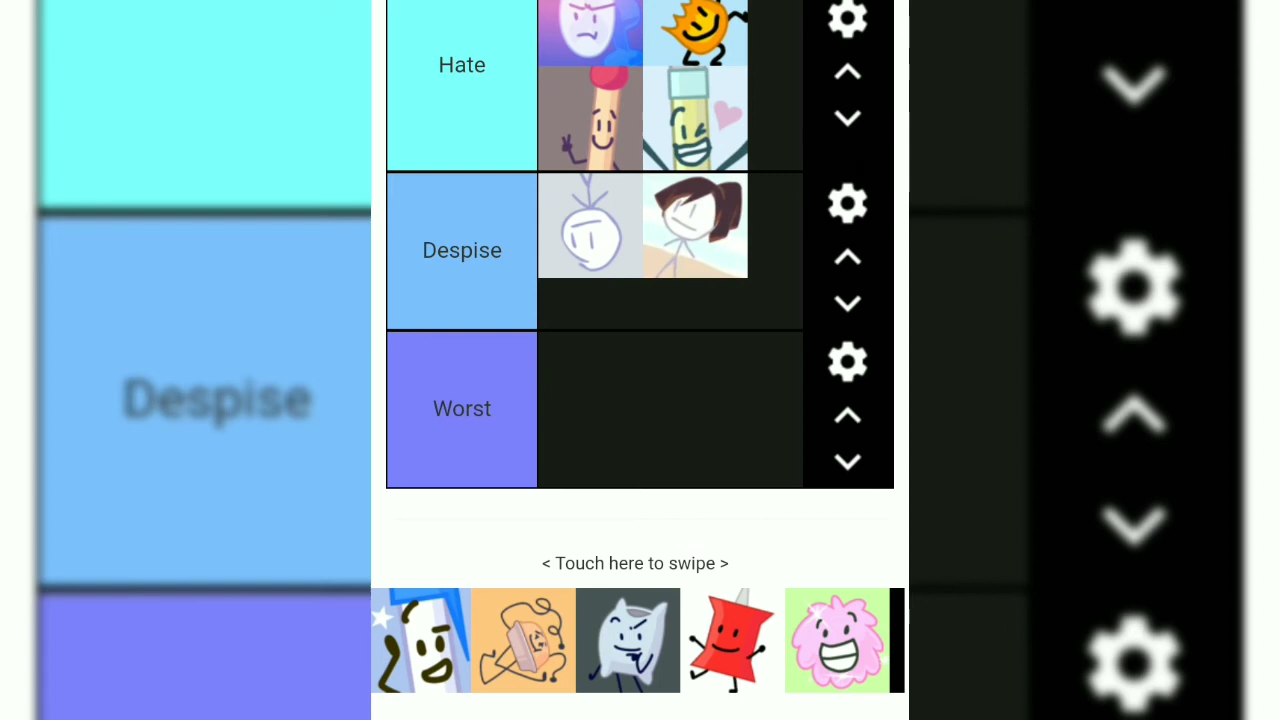 Hate
Despise
Despise
Worst
< Touch here to swipe >